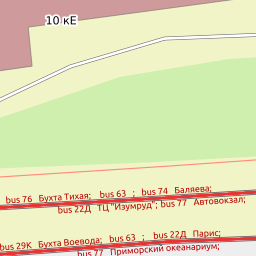 10 кЕ
bus 76 Бухта Тихая; bus 63 ; bus 74 Баляева;
bus 22Д ТЦ "Изумруд"; bus 77 Автовокзал;
bus 29К Бухта Воевода; bus 63 ; bus 22Д Парис;
bus 77 Приморский океанариум;